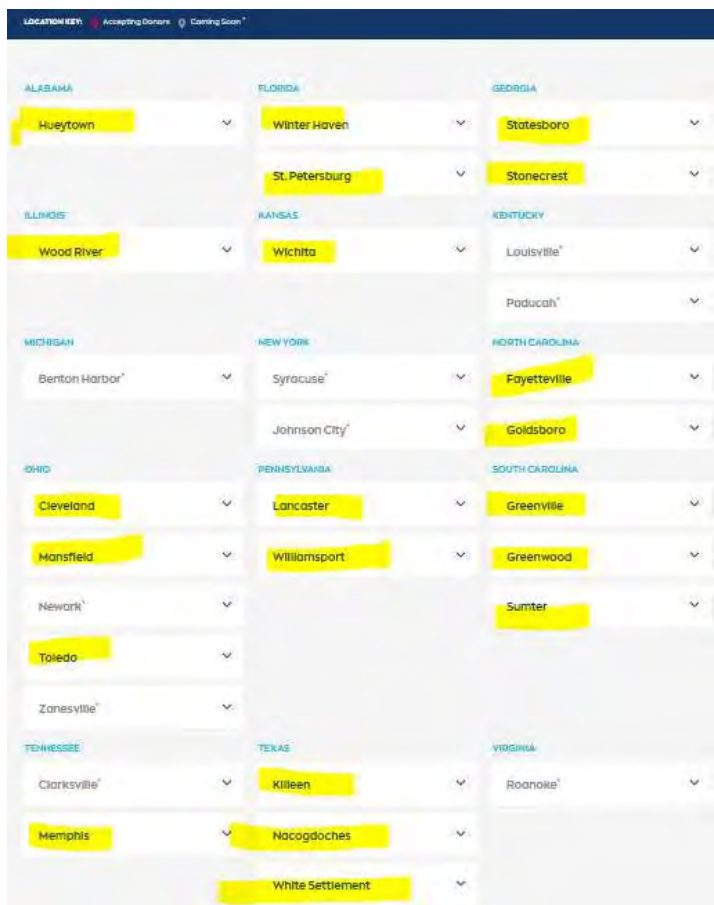 LOCATION KEY: Accepting Donors Coming Soon*
ALABAMA FLORIDA GEORGIA
Hueytown Winter Haven Statesboro
St. Petersburg Stonecrest
ILLINOIS KANSAS KENTUCKY
Wood River Wichita Louisville*
Paducah*
MICHIGAN NEW YORK NORTH CAROLINA
Benton Harbor* Syracuse* Fayetteville
Johnson City* Goldsboro
OHIO PENNSYLVANIA SOUTH CAROLINA
Cleveland Lancaster Greenville
Mansfield Williamsport Greenwood
Newark* Sumter
Toledo
Zanesville*
TENNESSEE TEXAS VIRGINIA
Clarksville* Killeen Roanoke*
Memphis Nacogdoches
White Settlement